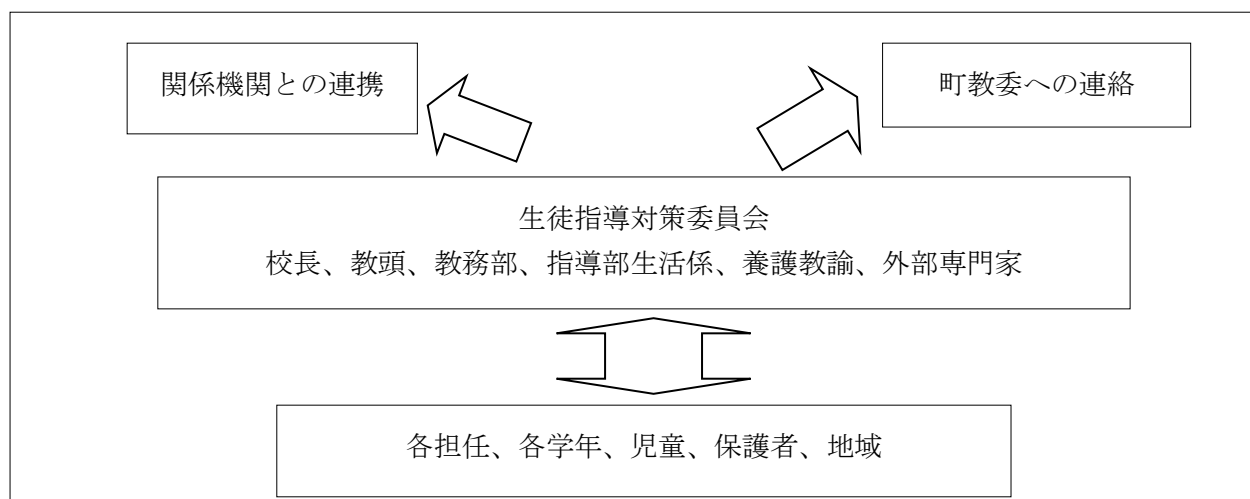 関係機関との連携
町教委への連絡
生徒指導対策委員会
校長、教頭、教務部、指導部生活係、養護教諭、外部専門家
各担任、各学年、児童、保護者、地域